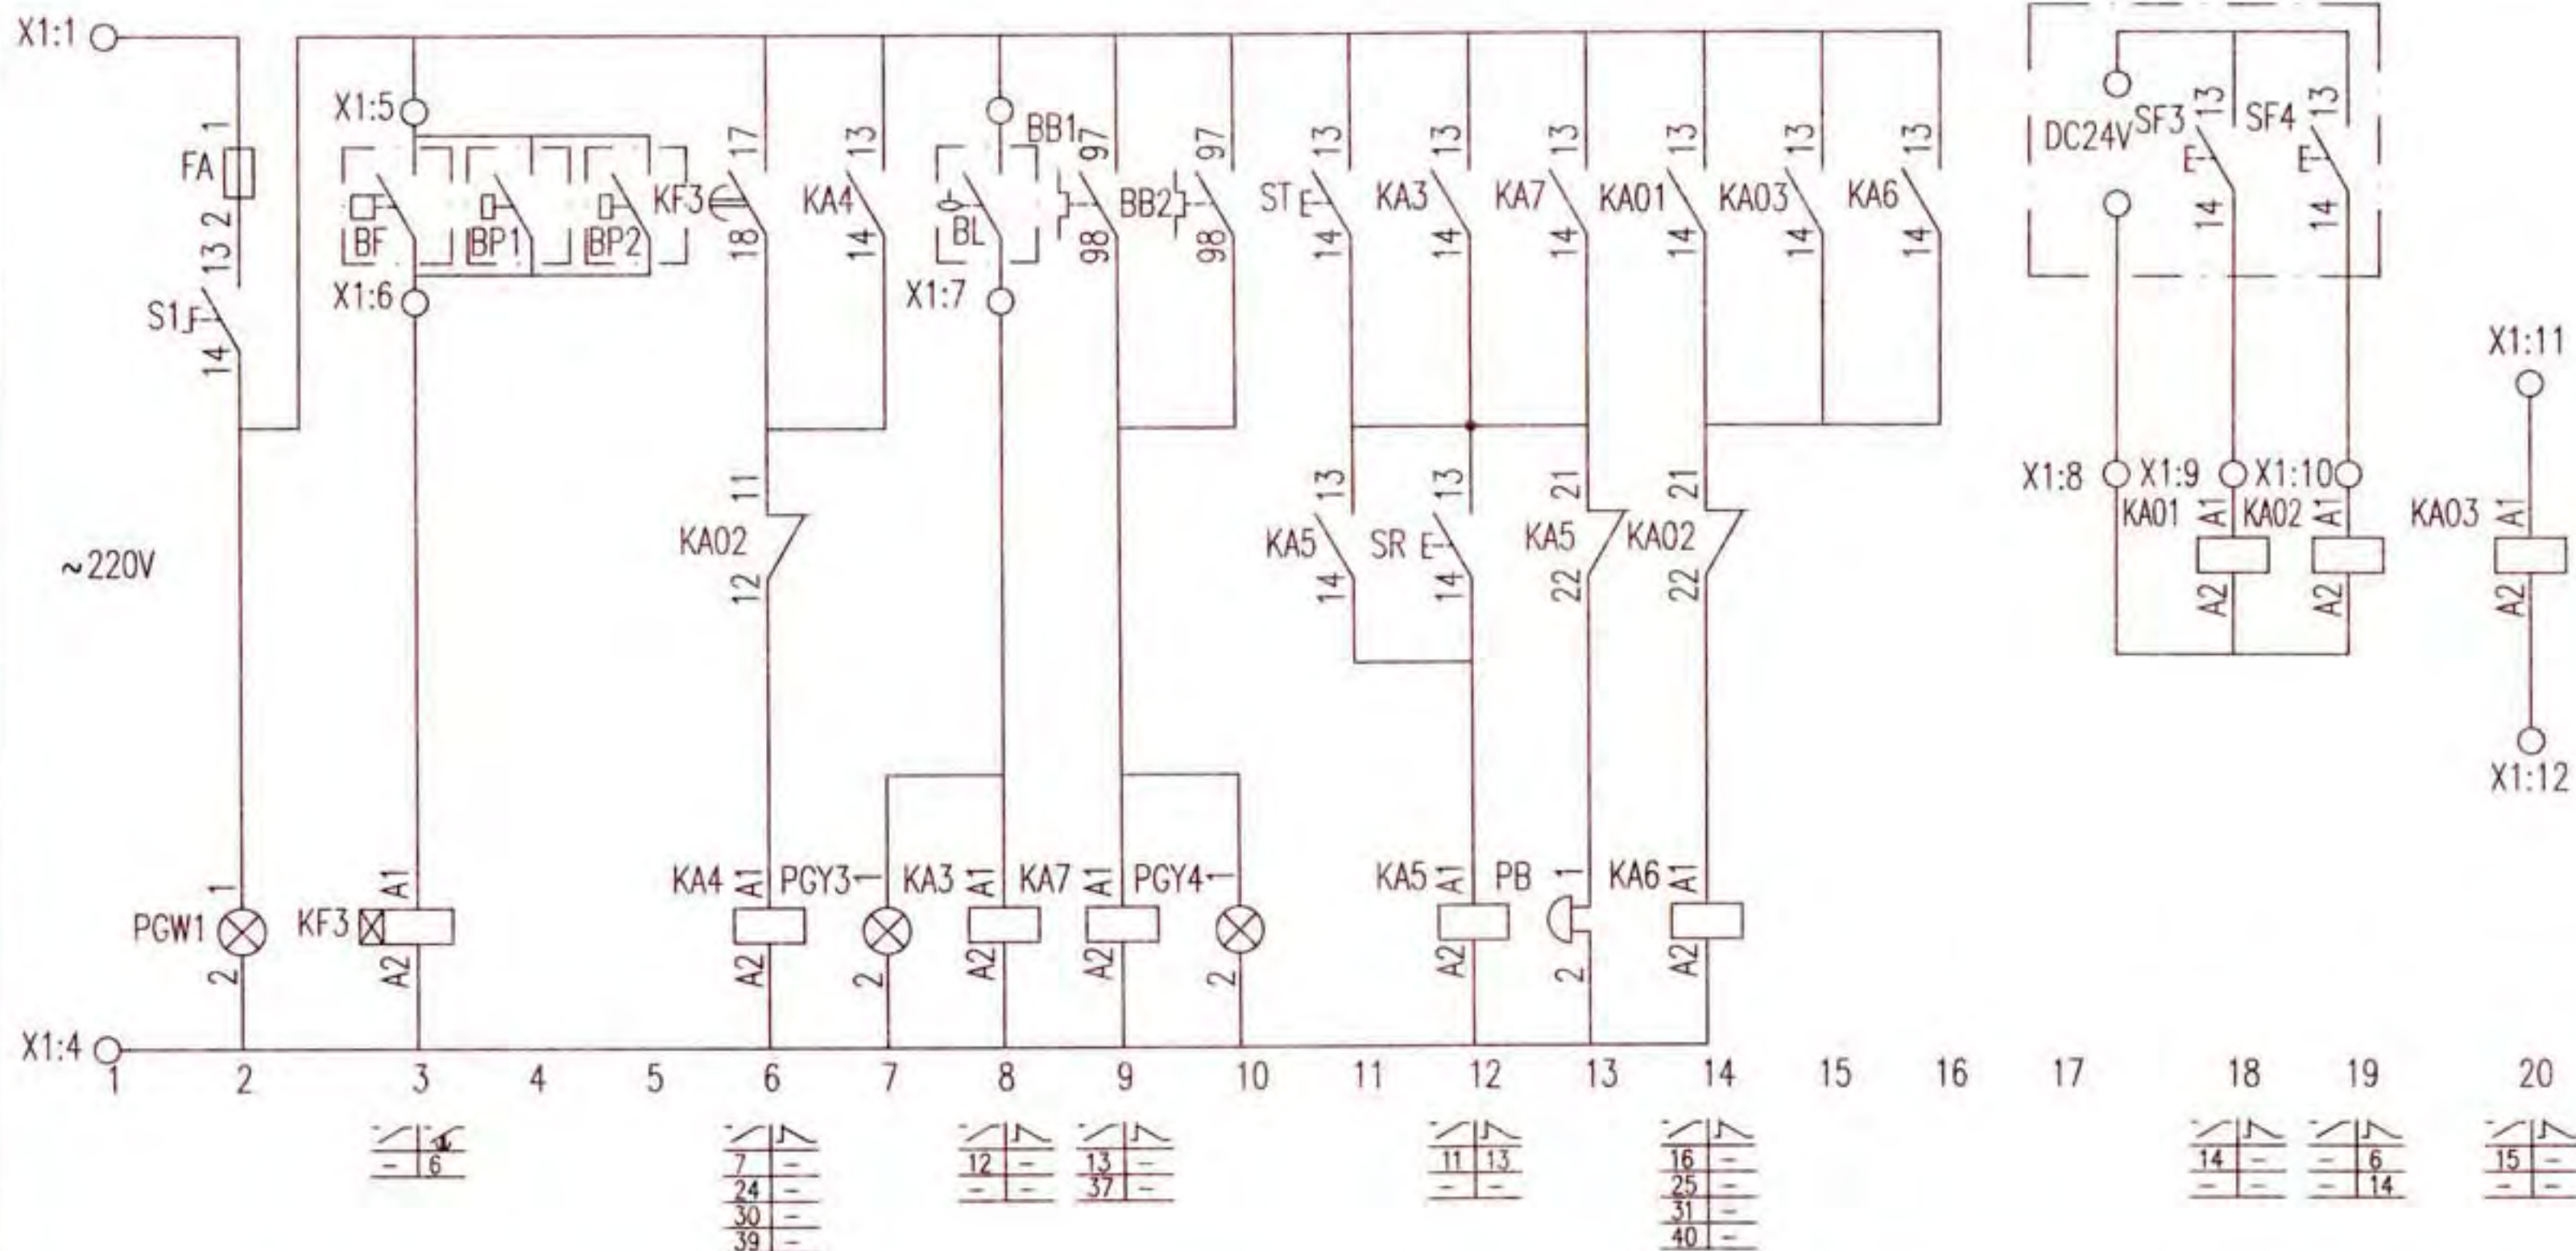 X1:1
FA 1 2
S1 13 14
~220V
PGW1 1 2
X1:4
X1:5
BF BP1 BP2
X1:6
KF3 A1 A2
KF3 17 18
KA4 13 14
KA02 11 12
KA4 A1 A2
PGY3 1 2
BL
X1:7
KA3 A1 A2
BB1 97 98
BB2 97 98
KA7 A1 A2
PGY4 1 2
ST 13 14
KA3 13 14
KA7 13 14
KA01 13 14
KA03 13 14
KA6 13 14
KA5 13 14
SR E 13 14
KA5 21 22
KA02 21 22
KA5 A1 A2
PB 1 2
KA6 A1 A2
DC24V
SF3 13 14
SF4 13 14
X1:8 X1:9 X1:10
KA01 A1 A2
KA02 A1 A2
X1:11
KA03 A1 A2
X1:12
1 2 3 4 5 6 7 8 9 10 11 12 13 14 15 16 17 18 19 20
- 6
7 -
24 -
30 -
39 -
12 -
- -
13 -
37 -
11 13
- -
16 -
25 -
31 -
40 -
14 -
- -
- 6
- 14
15 -
- -